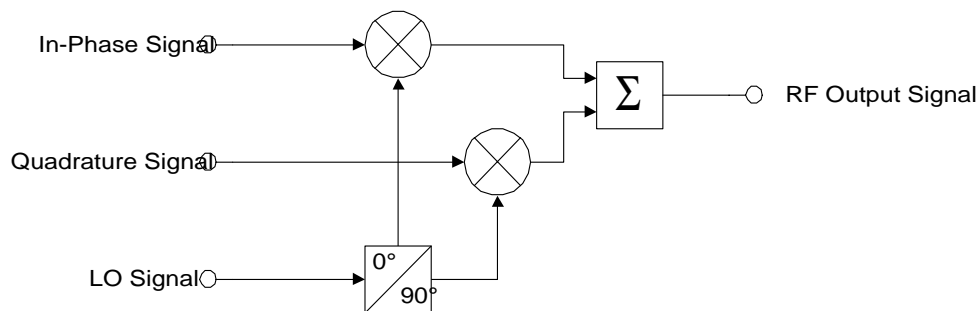 In-Phase Signal
Σ
RF Output Signal
Quadrature Signal
LO Signal
0°
90°